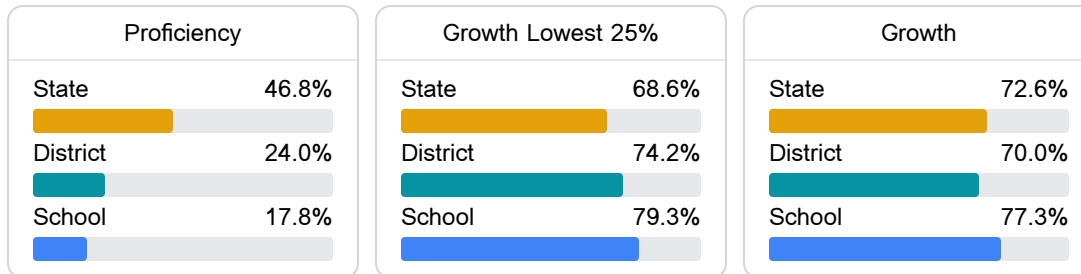 Proficiency
State 46.8%
District 24.0%
School 17.8%
Growth Lowest 25%
State 68.6%
District 74.2%
School 79.3%
Growth
State 72.6%
District 70.0%
School 77.3%